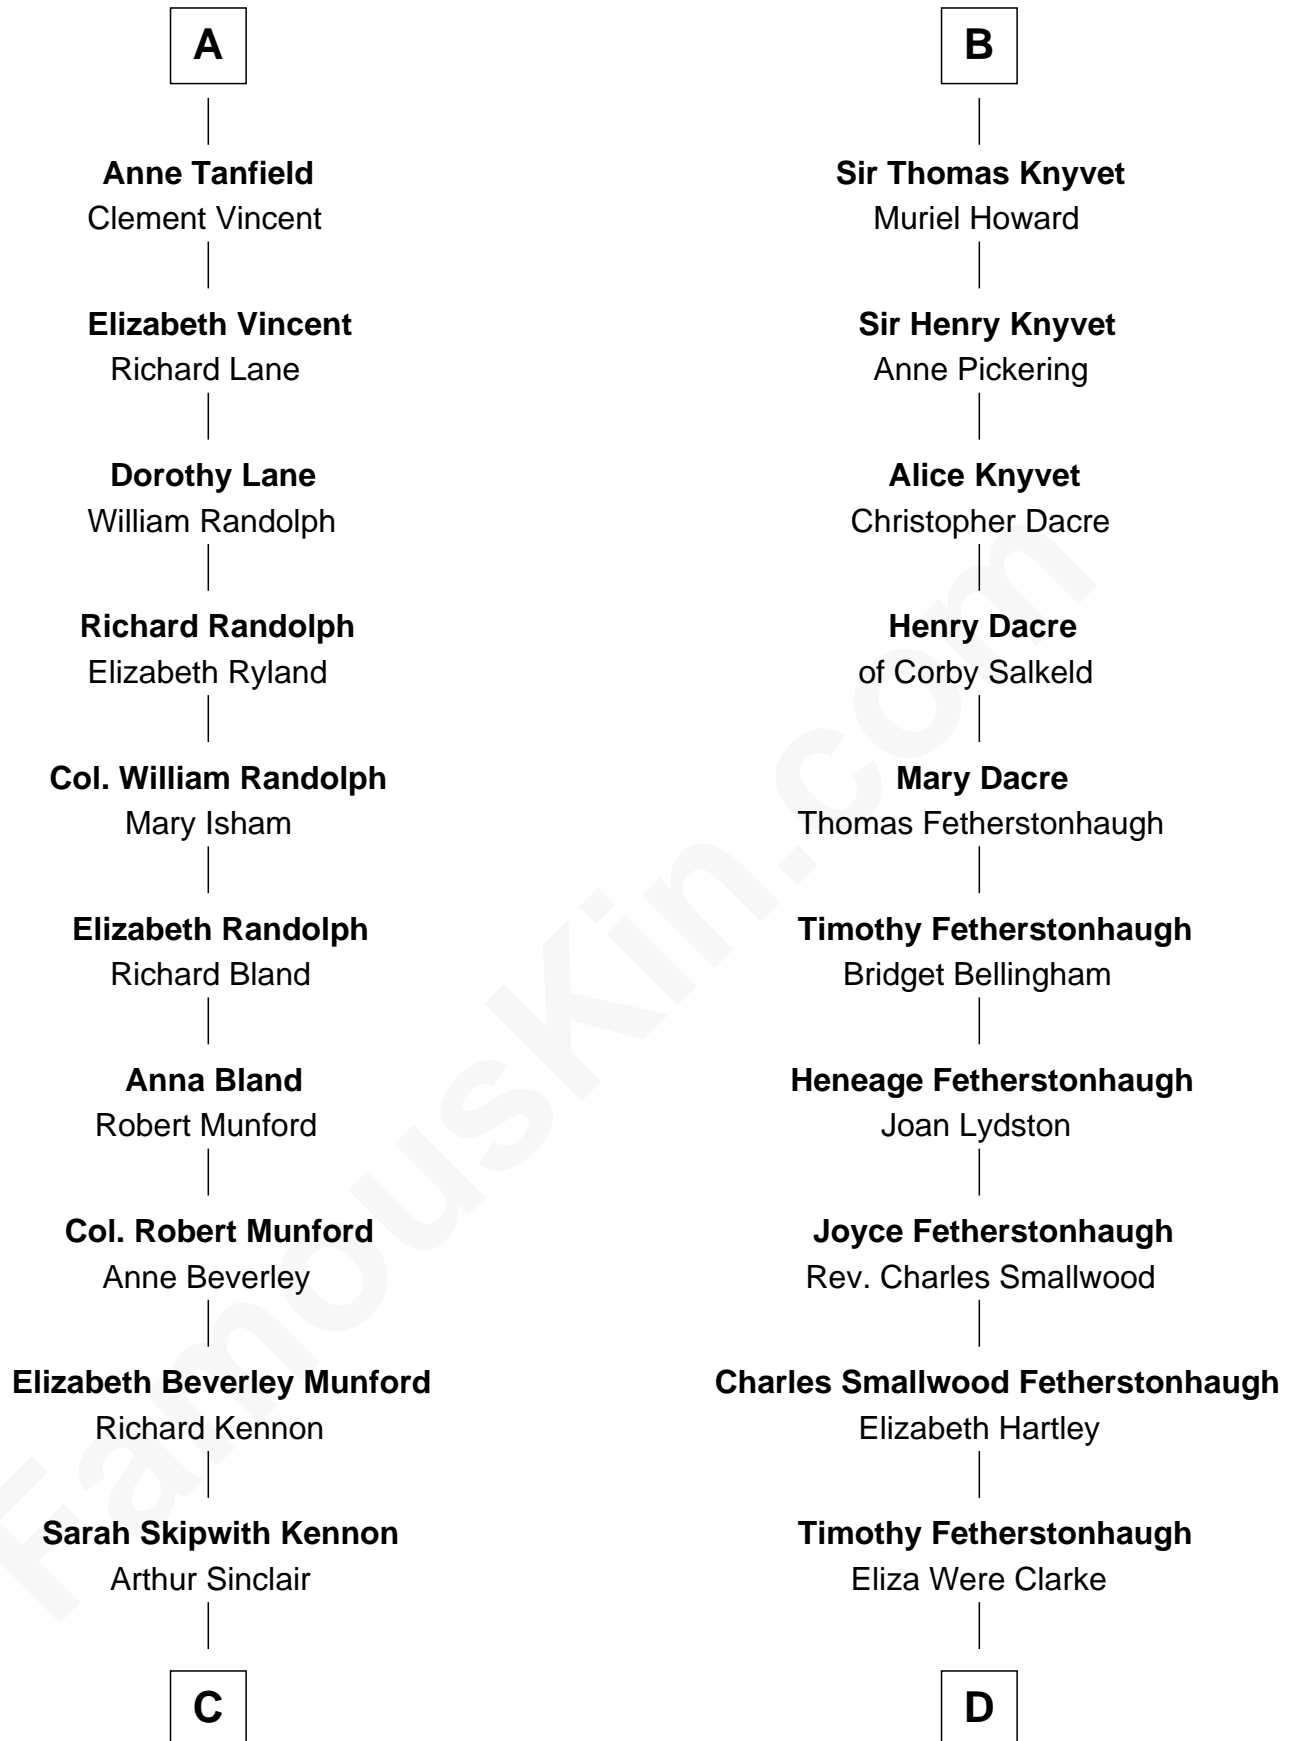 A
Anne Tanfield
Clement Vincent
Elizabeth Vincent
Richard Lane
Dorothy Lane
William Randolph
Richard Randolph
Elizabeth Ryland
Col. William Randolph
Mary Isham
Elizabeth Randolph
Richard Bland
Anna Bland
Robert Munford
Col. Robert Munford
Anne Beverley
Elizabeth Beverley Munford
Richard Kennon
Sarah Skipwith Kennon
Arthur Sinclair
C
B
Sir Thomas Knyvet
Muriel Howard
Sir Henry Knyvet
Anne Pickering
Alice Knyvet
Christopher Dacre
Henry Dacre
of Corby Salkeld
Mary Dacre
Thomas Fetherstonhaugh
Timothy Fetherstonhaugh
Bridget Bellingham
Heneage Fetherstonhaugh
Joan Lydston
Joyce Fetherstonhaugh
Rev. Charles Smallwood
Charles Smallwood Fetherstonhaugh
Elizabeth Hartley
Timothy Fetherstonhaugh
Eliza Were Clarke
D
FamousKin.com